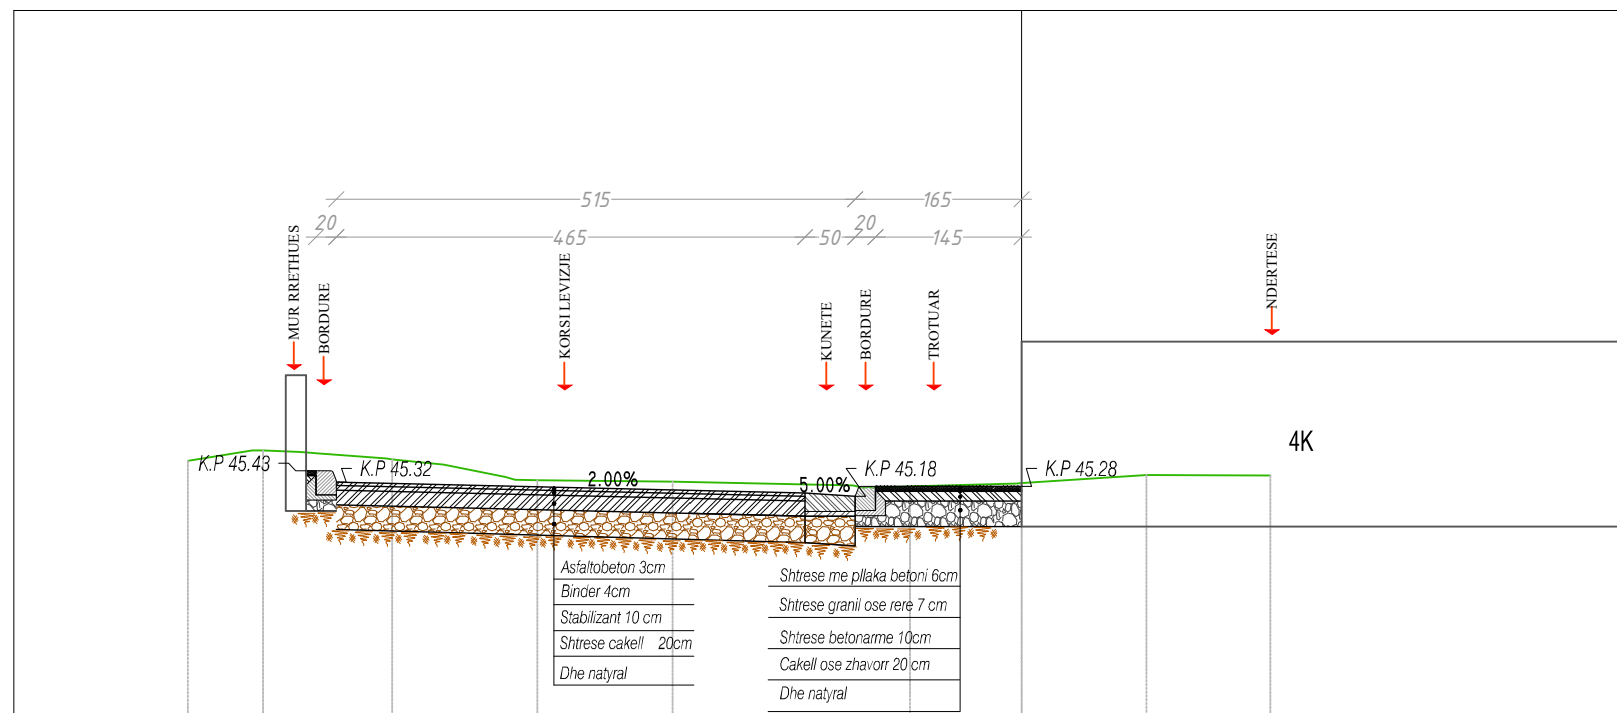 515
165
20
465
50
20
145
MUR RRETHUES
BORDURE
KORSI LEVIZJE
KUNETE
BORDURE
TROTUAR
NDERTESE
4K
K.P 45.43
K.P 45.32
2.00%
5.00%
K.P 45.18
K.P 45.28
Asfaltobeton 3cm
Binder 4cm
Stabilizant 10 cm
Shtrese cakell 20cm
Dhe natyral
Shtrese me pllaka betoni 6cm
Shtrese granil ose rere 7 cm
Shtrese betonarme 10cm
Cakell ose zhavorr 20 cm
Dhe natyral